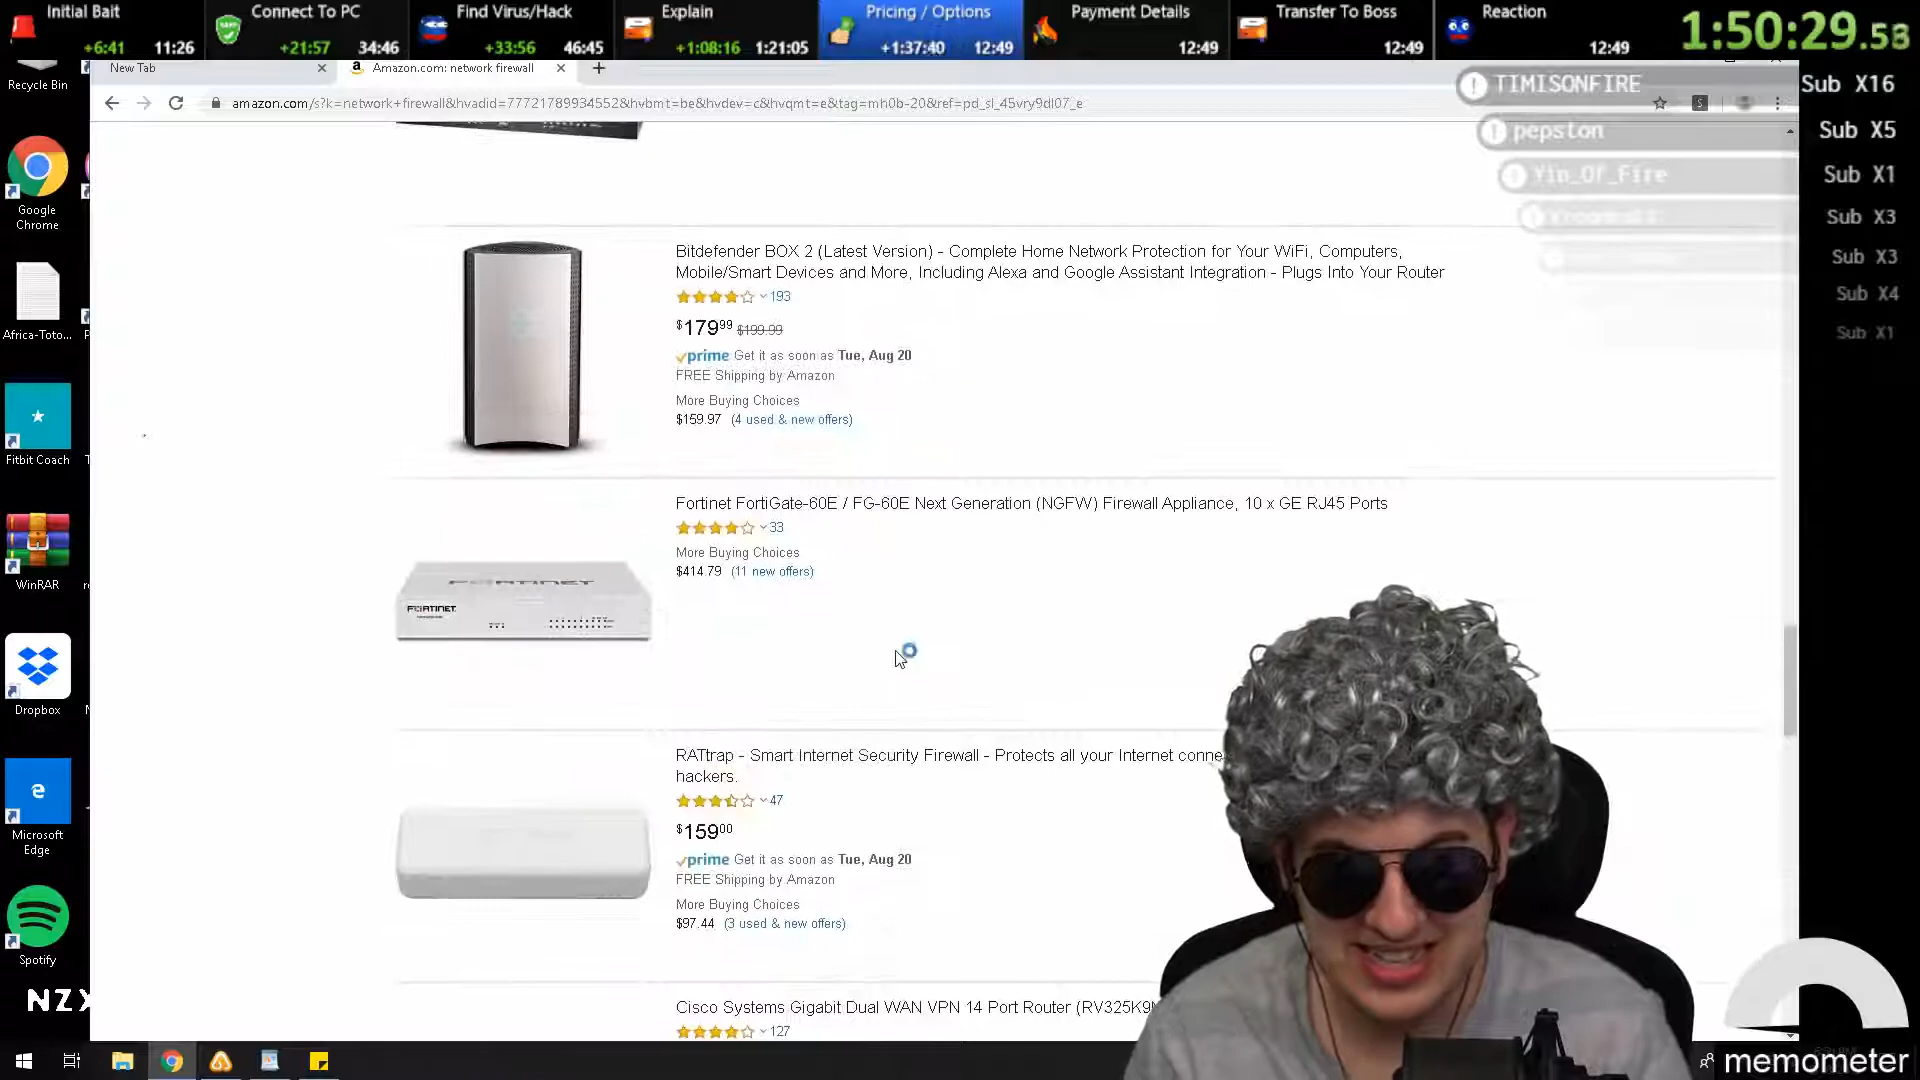 Initial Bait
+6:41 11:26
Connect To PC
+21:57 34:46
Find Virus/Hack
+33:56 46:45
Explain
+1:08:16 1:21:05
Pricing / Options
+1:37:40 12:49
Payment Details
12:49
Transfer To Boss
12:49
Reaction
12:49
1:50:29.53
New Tab
Amazon.com: network firewall
amazon.com/s?k=network+firewall&hvadid=77721789934552&hvbmt=be&hvdev=c&hvqmt=e&tag=mh0b-20&ref=pd_sl_45vry9dl07_e
TIMISONFIRE Sub X16
pepston Sub X5
Yin_Of_Fire Sub X1
Sub X3
Sub X3
Sub X4
Sub X1
Recycle Bin
Google
Chrome
Africa-Toto...
Fitbit Coach
WinRAR
Dropbox
Microsoft
Edge
Spotify
NZX
Bitdefender BOX 2 (Latest Version) - Complete Home Network Protection for Your WiFi, Computers,
Mobile/Smart Devices and More, Including Alexa and Google Assistant Integration - Plugs Into Your Router
193
$179.99 $199.99
prime Get it as soon as Tue, Aug 20
FREE Shipping by Amazon
More Buying Choices
$159.97 (4 used & new offers)
Fortinet FortiGate-60E / FG-60E Next Generation (NGFW) Firewall Appliance, 10 x GE RJ45 Ports
33
More Buying Choices
$414.79 (11 new offers)
FORTINET
FORTINET
RATtrap - Smart Internet Security Firewall - Protects all your Internet conne
hackers.
47
$159.00
prime Get it as soon as Tue, Aug 20
FREE Shipping by Amazon
More Buying Choices
$97.44 (3 used & new offers)
Cisco Systems Gigabit Dual WAN VPN 14 Port Router (RV325K9N
127
memometer